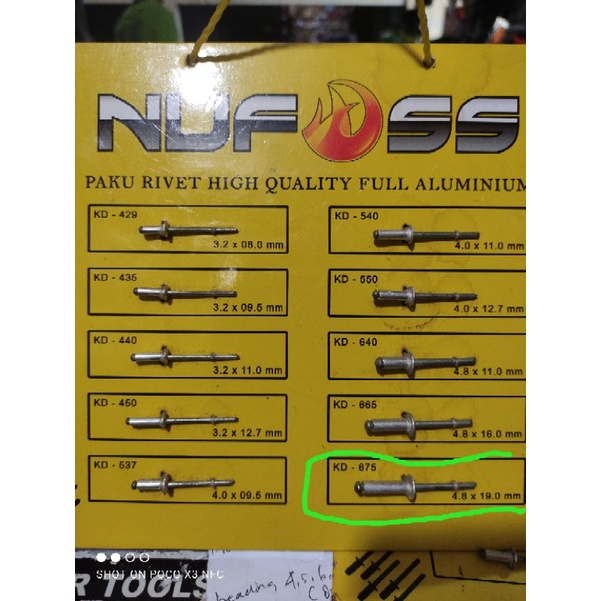 NUFOSS
PAKU RIVET HIGH QUALITY FULL ALUMINIUM
KD - 429
3.2 x 08.0 mm
KD - 435
3.2 x 09.5 mm
KD - 440
3.2 x 11.0 mm
KD - 450
3.2 x 12.7 mm
KD - 537
4.0 x 09.5 mm
KD - 540
4.0 x 11.0 mm
KD - 550
4.0 x 12.7 mm
KD - 640
4.8 x 11.0 mm
KD - 665
4.8 x 16.0 mm
KD - 675
4.8 x 19.0 mm
SHOT ON POCO X3 NFC
R TOOLS